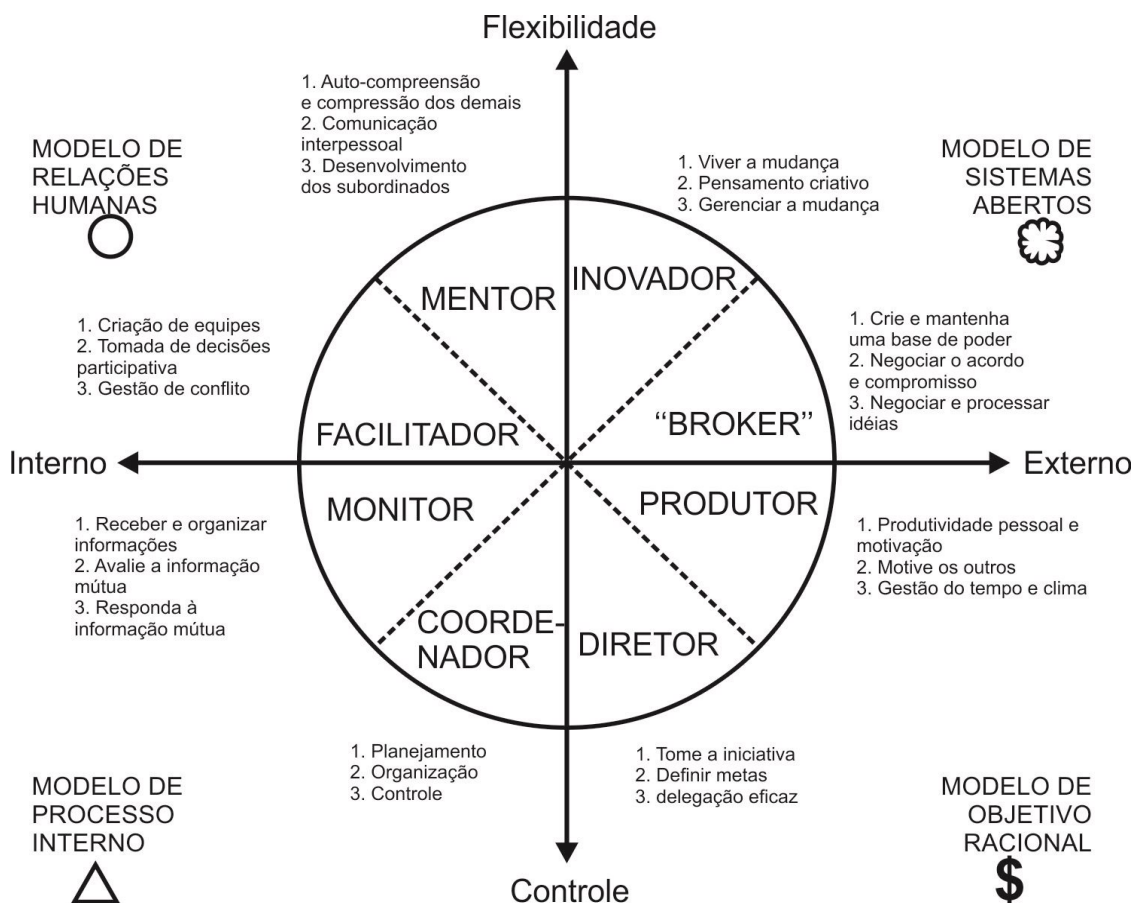 Flexibilidade
1. Auto-compreensão
e compressão dos demais
2. Comunicação
interpessoal
3. Desenvolvimento
dos subordinados
MODELO DE
RELAÇÕES
HUMANAS
1. Viver a mudança
2. Pensamento criativo
3. Gerenciar a mudança
MODELO DE
SISTEMAS
ABERTOS
MENTOR
INOVADOR
1. Criação de equipes
2. Tomada de decisões
participativa
3. Gestão de conflito
1. Crie e mantenha
uma base de poder
2. Negociar o acordo
e compromisso
3. Negociar e processar
idéias
FACILITADOR
“BROKER”
Interno
Externo
MONITOR
PRODUTOR
1. Receber e organizar
informações
2. Avalie a informação
mútua
3. Responda à
informação mútua
1. Produtividade pessoal e
motivação
2. Motive os outros
3. Gestão do tempo e clima
COORDE-
NADOR
DIRETOR
1. Planejamento
2. Organização
3. Controle
1. Tome a iniciativa
2. Definir metas
3. delegação eficaz
MODELO DE
PROCESSO
INTERNO
MODELO DE
OBJETIVO
RACIONAL
$
Controle